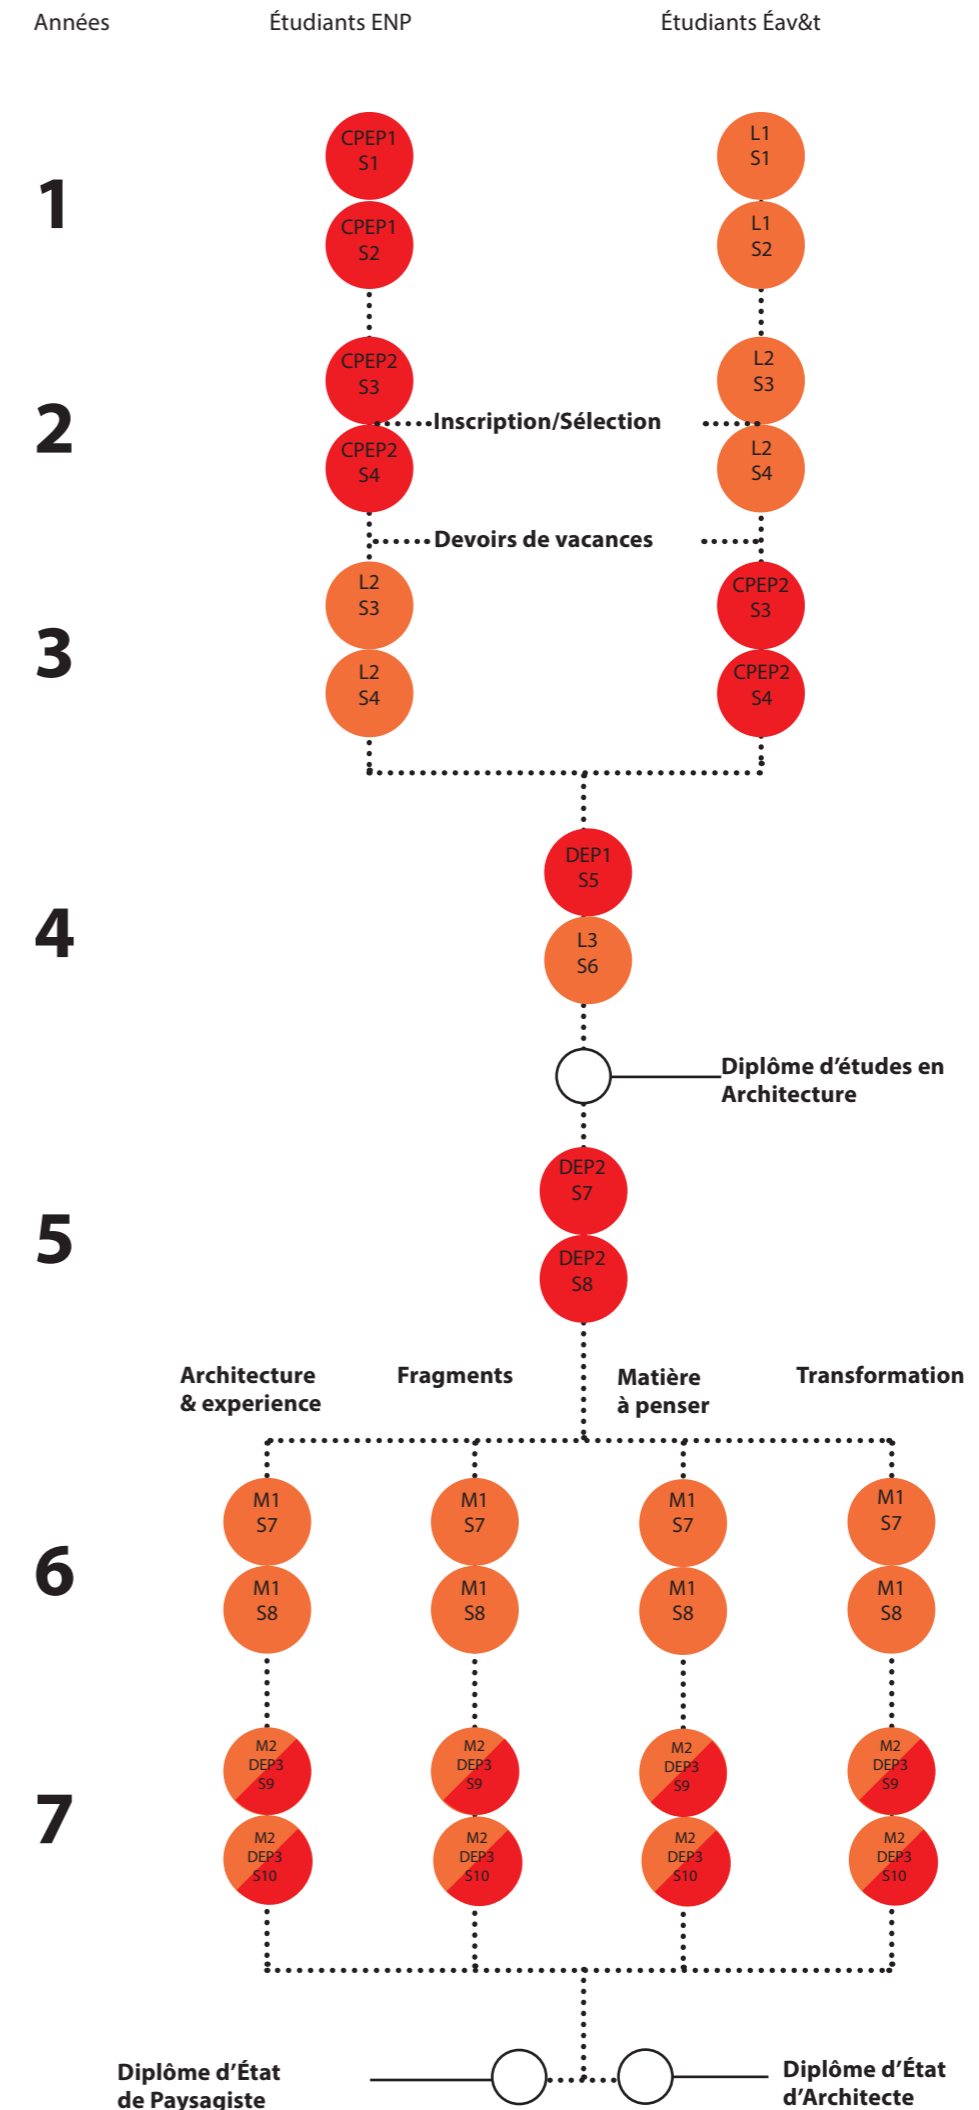 Années
Étudiants ENP
Étudiants Éav&t
1
CPEP1
S1
L1
S1
CPEP1
S2
L1
S2
2
CPEP2
S3
L2
S3
Inscription/Sélection
CPEP2
S4
L2
S4
Devoirs de vacances
3
L2
S3
CPEP2
S3
L2
S4
CPEP2
S4
4
DEP1
S5
L3
S6
Diplôme d’études en
Architecture
5
DEP2
S7
DEP2
S8
Architecture
& experience
Fragments
Matière
à penser
Transformation
6
M1
S7
M1
S7
M1
S7
M1
S7
M1
S8
M1
S8
M1
S8
M1
S8
7
M2
DEP3
S9
M2
DEP3
S9
M2
DEP3
S9
M2
DEP3
S9
M2
DEP3
S10
M2
DEP3
S10
M2
DEP3
S10
M2
DEP3
S10
Diplôme d’État
de Paysagiste
Diplôme d’État
d’Architecte